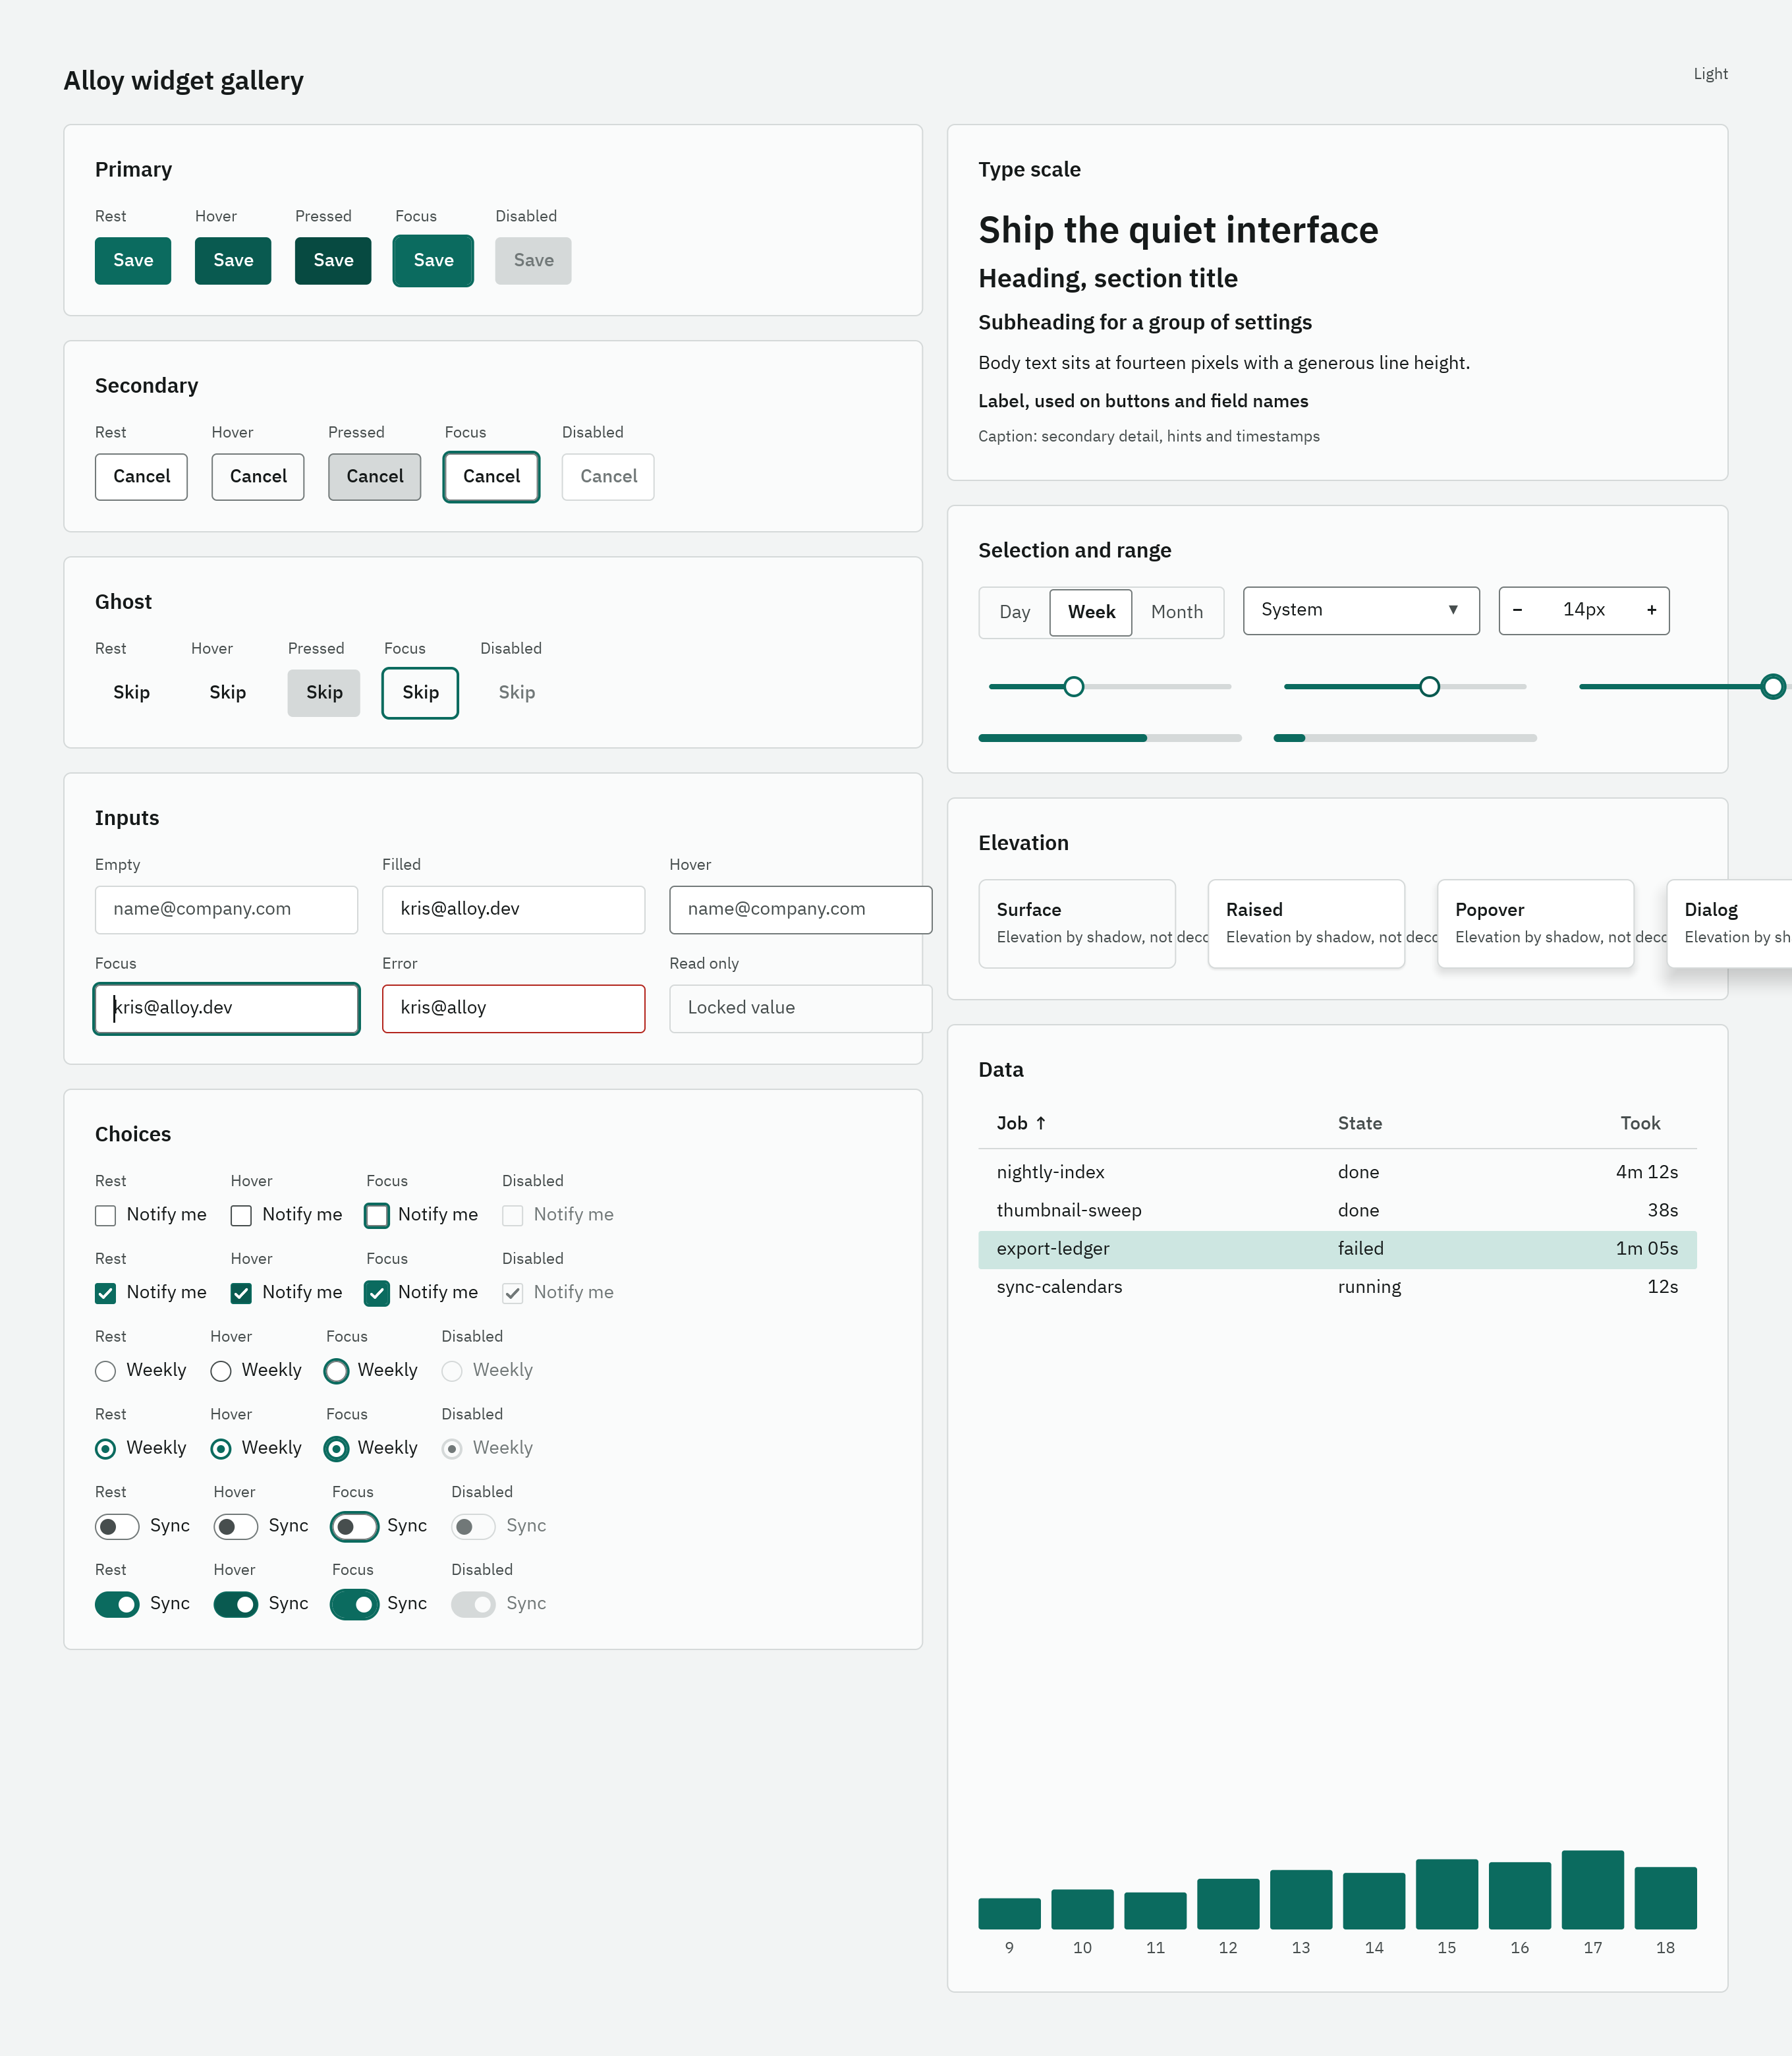 Alloy widget gallery
Light
Primary
Rest Hover Pressed Focus Disabled
Save Save Save Save Save
Secondary
Rest Hover Pressed Focus Disabled
Cancel Cancel Cancel Cancel Cancel
Ghost
Rest Hover Pressed Focus Disabled
Skip Skip Skip Skip Skip
Inputs
Empty Filled Hover
name@company.com kris@alloy.dev name@company.com
Focus Error Read only
kris@alloy.dev kris@alloy Locked value
Choices
Rest Hover Focus Disabled
Notify me Notify me Notify me Notify me
Rest Hover Focus Disabled
Notify me Notify me Notify me Notify me
Rest Hover Focus Disabled
Weekly Weekly Weekly Weekly
Rest Hover Focus Disabled
Weekly Weekly Weekly Weekly
Rest Hover Focus Disabled
Sync Sync Sync Sync
Rest Hover Focus Disabled
Sync Sync Sync Sync
Type scale
Ship the quiet interface
Heading, section title
Subheading for a group of settings
Body text sits at fourteen pixels with a generous line height.
Label, used on buttons and field names
Caption: secondary detail, hints and timestamps
Selection and range
Day Week Month System ▼ − 14px +
Elevation
Surface Raised Popover Dialog
Elevation by shadow, not deco Elevation by shadow, not deco Elevation by shadow, not deco Elevation by sh
Data
Job ↑ State Took
nightly-index done 4m 12s
thumbnail-sweep done 38s
export-ledger failed 1m 05s
sync-calendars running 12s
9 10 11 12 13 14 15 16 17 18